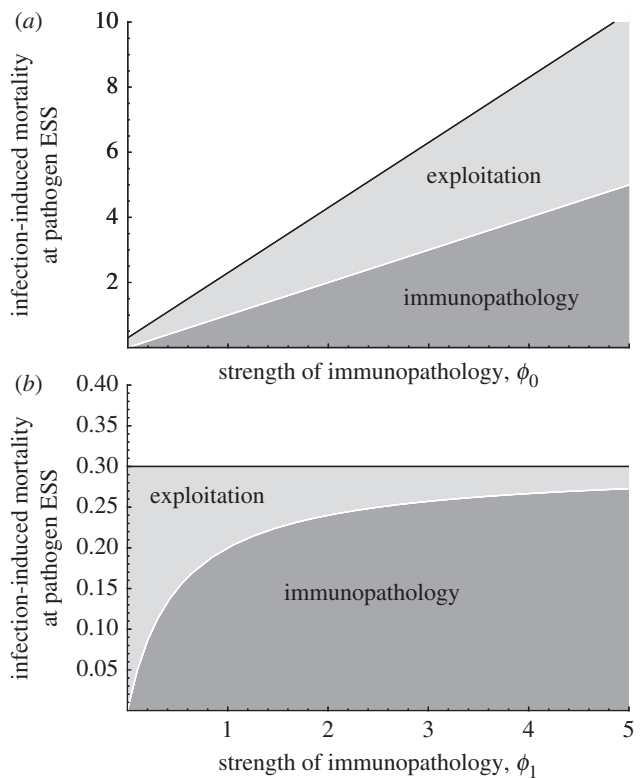 (a)
10
8
6
4
2
infection-induced mortality
at pathogen ESS
exploitation
immunopathology
strength of immunopathology, ϕ0
(b)
0.40
0.35
0.30
0.25
0.20
0.15
0.10
0.05
infection-induced mortality
at pathogen ESS
exploitation
immunopathology
1 2 3 4 5
strength of immunopathology, ϕ1